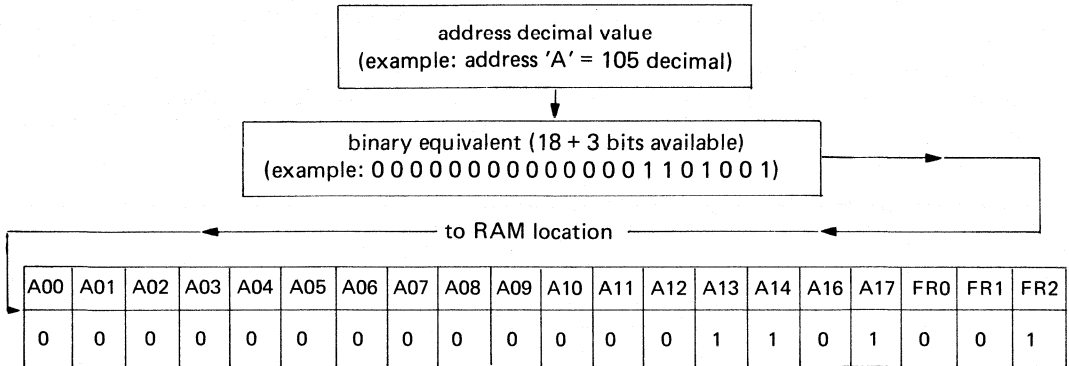 address decimal value
(example: address 'A' = 105 decimal)
binary equivalent (18 + 3 bits available)
(example: 0 0 0 0 0 0 0 0 0 0 0 0 0 0 1 1 0 1 0 0 1)
to RAM location
A00 A01 A02 A03 A04 A05 A06 A07 A08 A09 A10 A11 A12 A13 A14 A16 A17 FR0 FR1 FR2
0 0 0 0 0 0 0 0 0 0 0 0 0 1 1 0 1 0 0 1